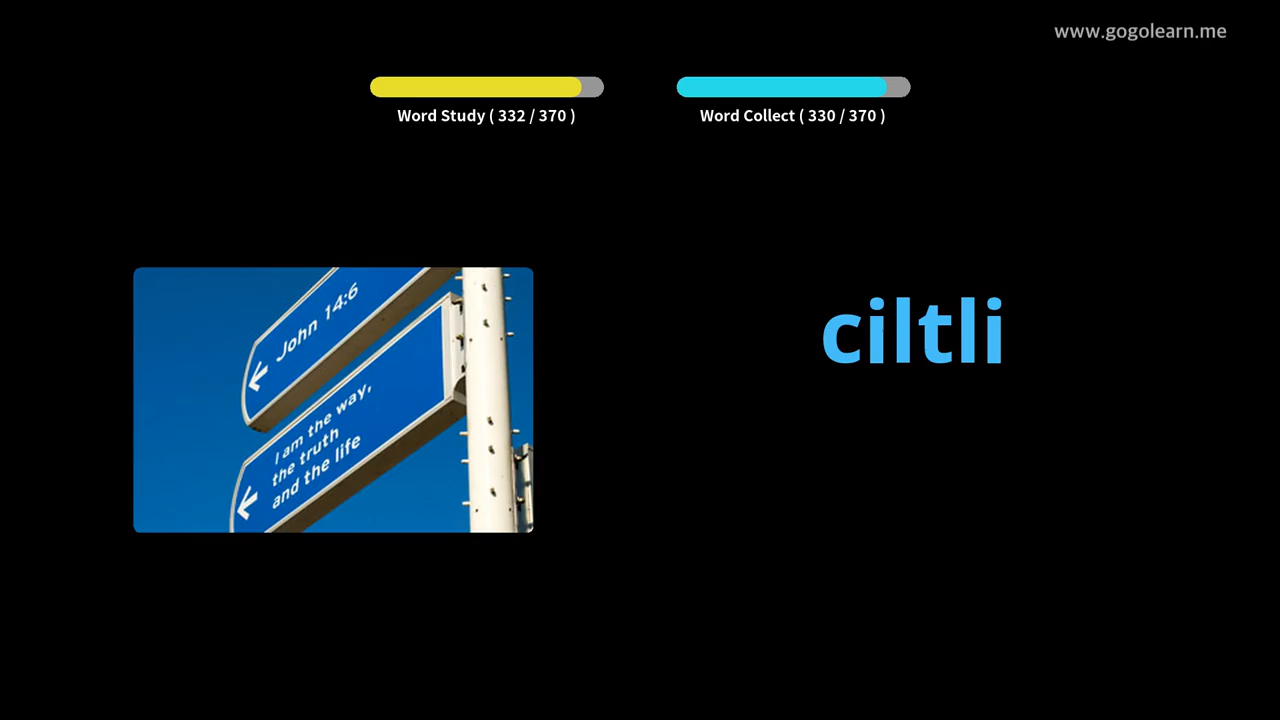 www.gogolearn.me
Word Study ( 332 / 370 )
Word Collect ( 330 / 370 )
John 14:6
I am the way,
the truth
and the life
ciltli